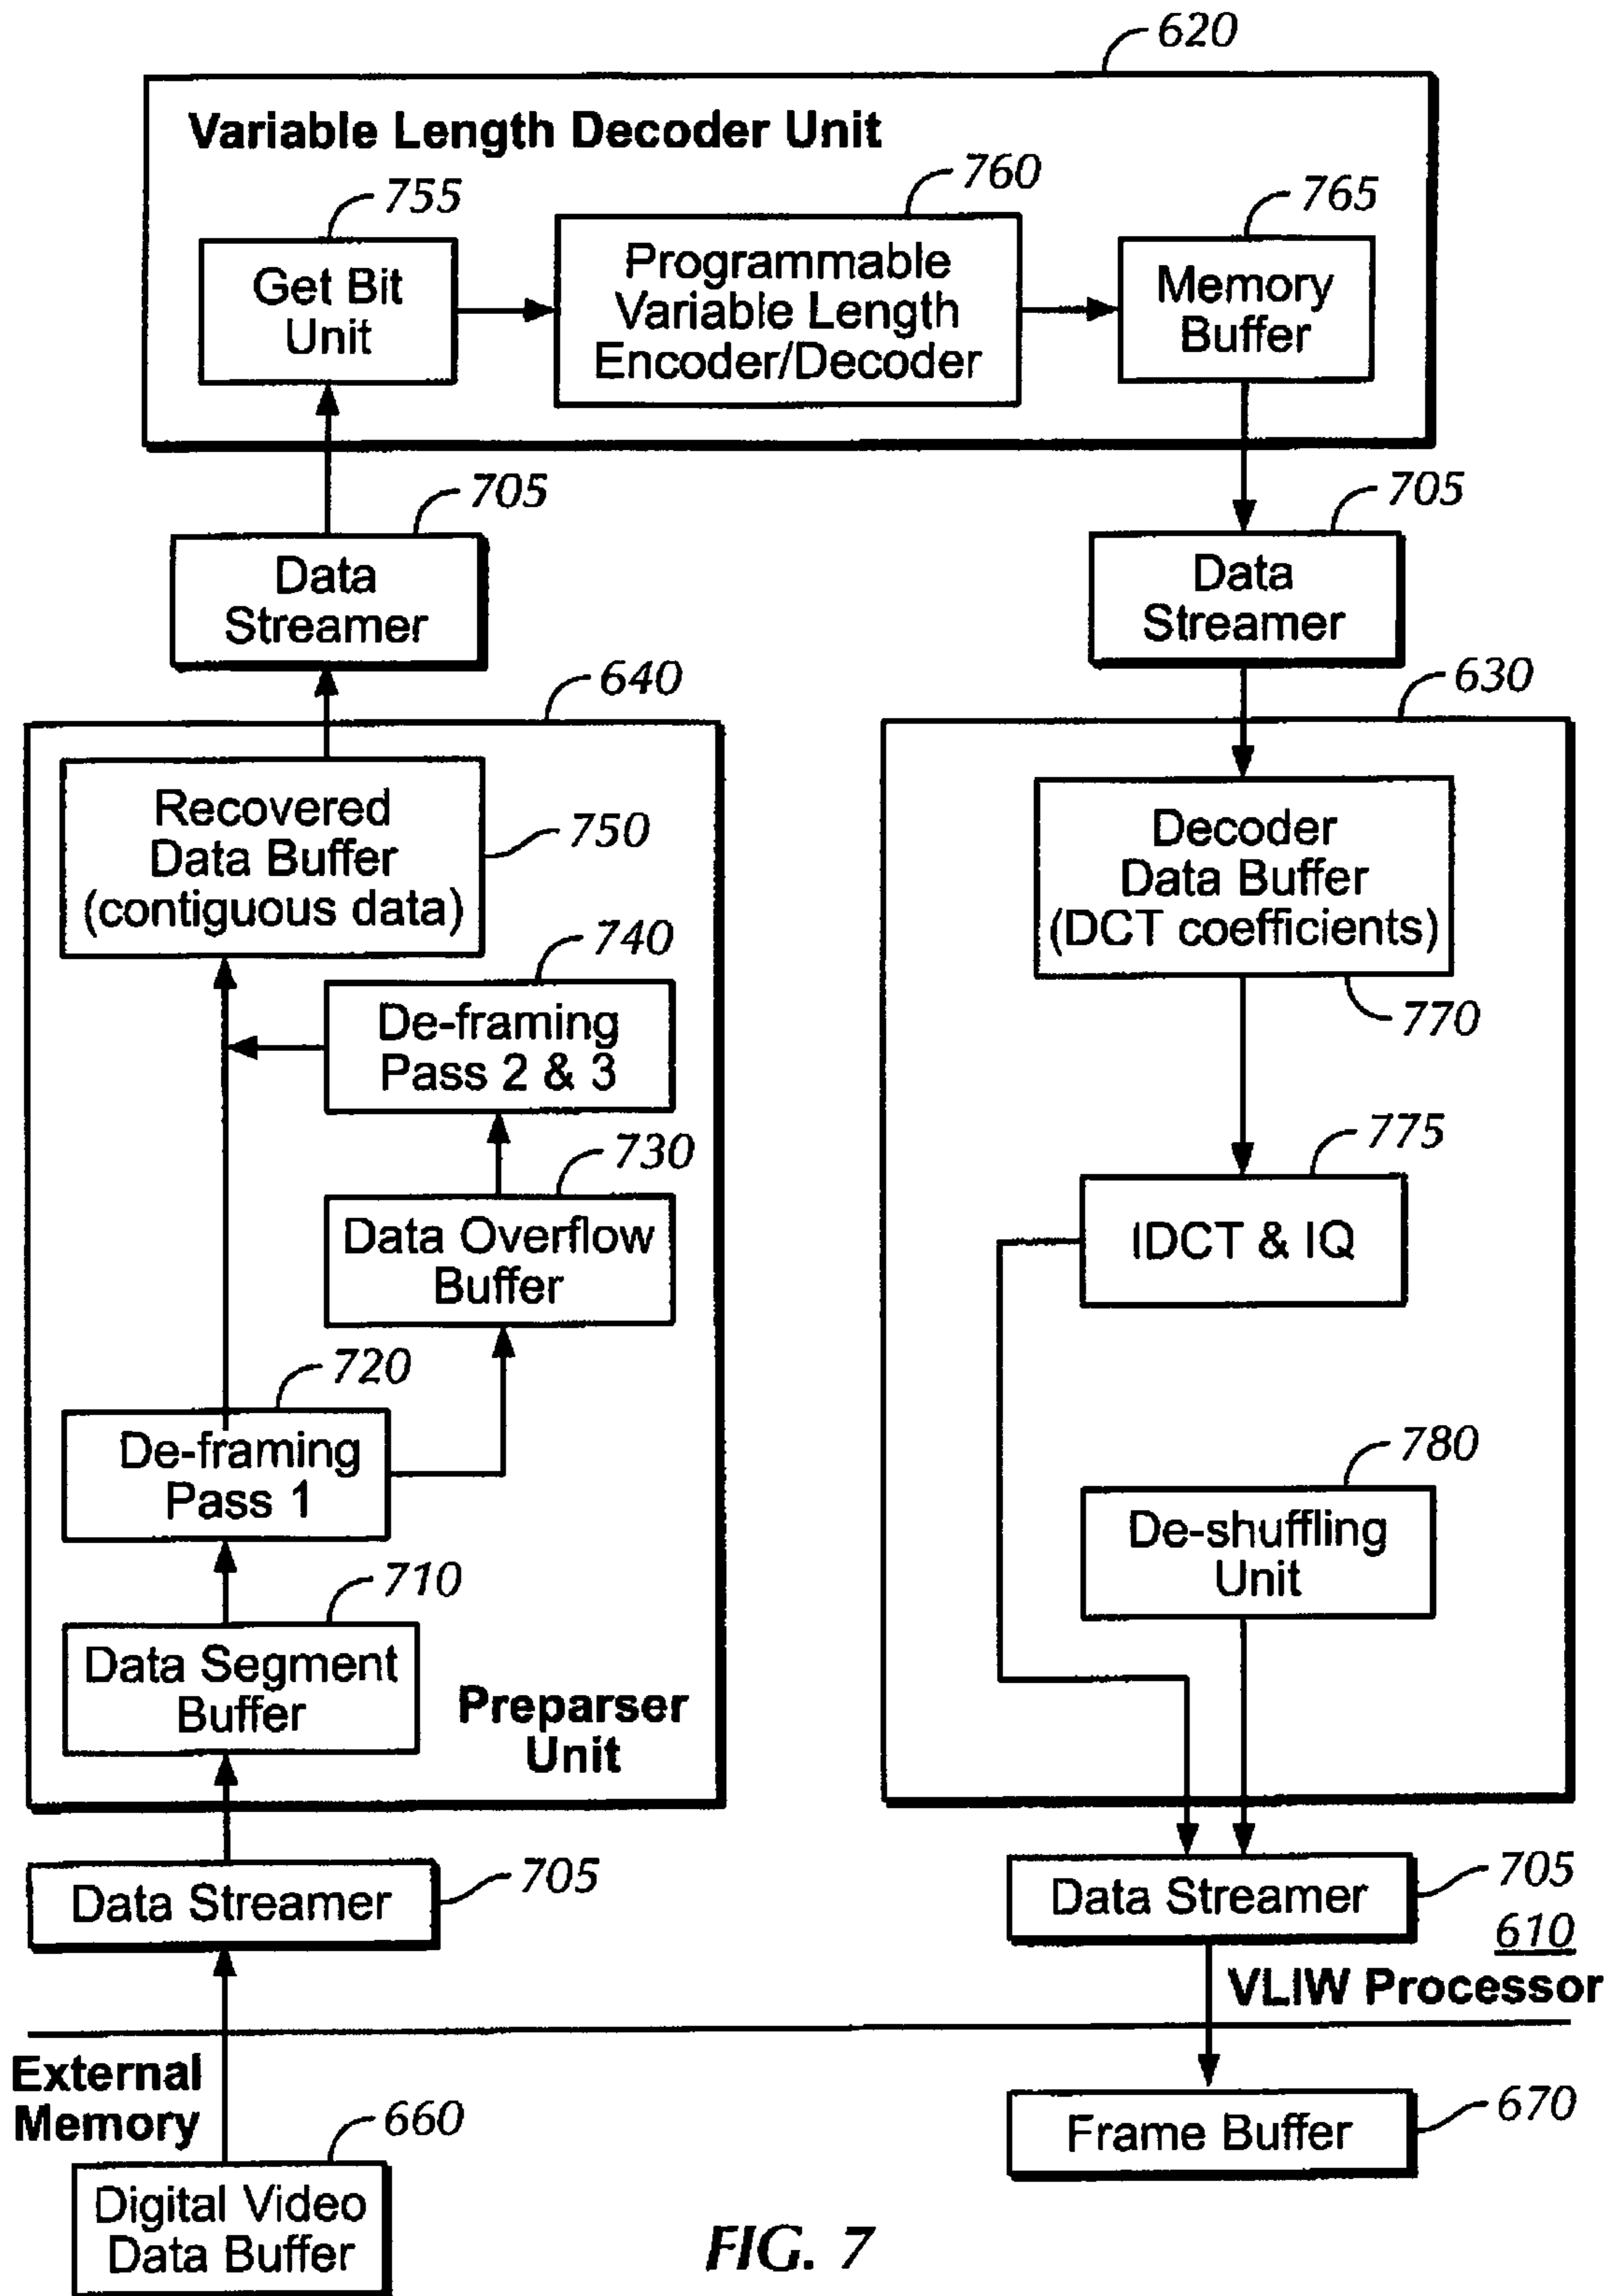 620
Variable Length Decoder Unit
755
760
765
Get Bit
Unit
Programmable
Variable Length
Encoder/Decoder
Memory
Buffer
705
Data
Streamer
705
Data
Streamer
640
Recovered
Data Buffer
(contiguous data)
750
740
De-framing
Pass 2 & 3
730
Data Overflow
Buffer
720
De-framing
Pass 1
710
Data Segment
Buffer
Preparser
Unit
Data Streamer
705
630
Decoder
Data Buffer
(DCT coefficients)
770
775
IDCT & IQ
780
De-shuffling
Unit
Data Streamer
705
610
VLIW Processor
External
Memory
660
Digital Video
Data Buffer
Frame Buffer
670
FIG. 7